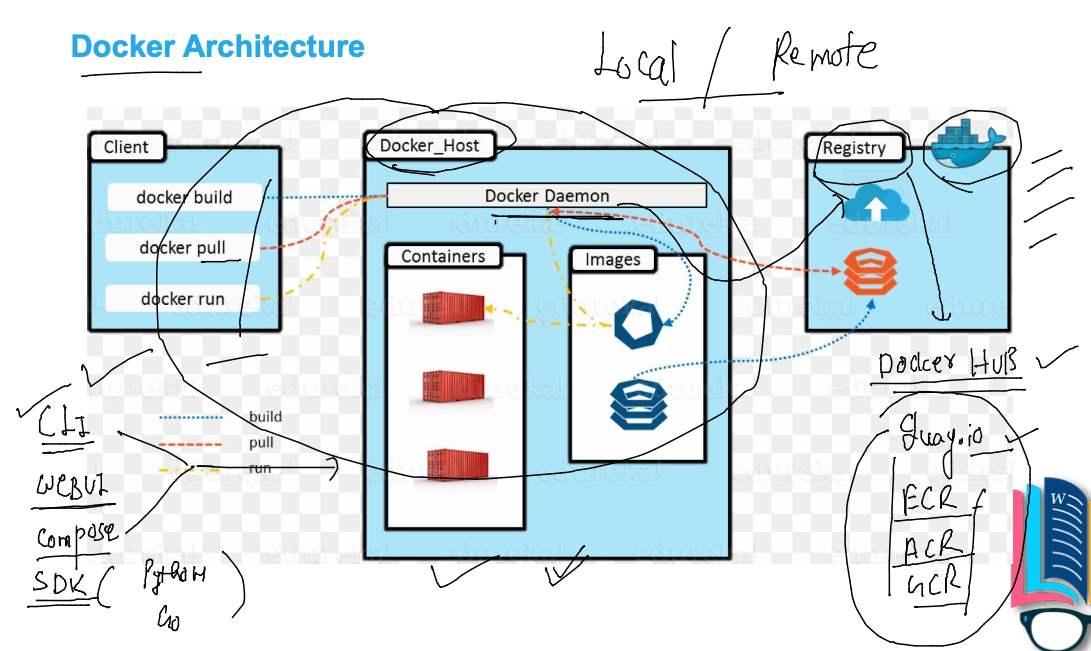 Docker Architecture
Local / Remote
Client
docker build
docker pull
docker run
Docker_Host
Docker Daemon
Containers
Images
Registry
build
pull
run
CLI
WEBUI
Compose
SDK ( Python
Go )
Docker HUB
Quay.io
ECR
ACR
GCR
W
edureka!